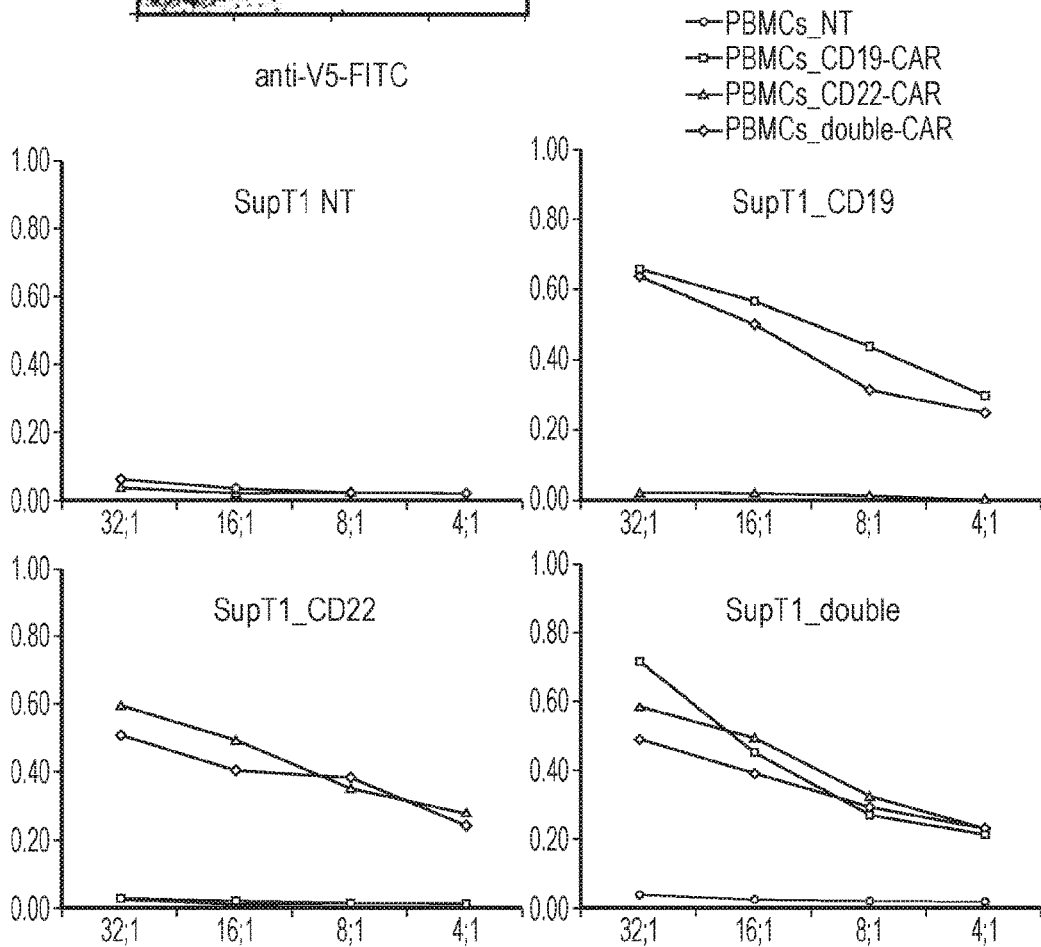 anti-V5-FITC
PBMCs_NT
PBMCs_CD19-CAR
PBMCs_CD22-CAR
PBMCs_double-CAR
SupT1 NT
1.00
0.80
0.60
0.40
0.20
0.00
32;1 16;1 8;1 4;1
SupT1_CD19
1.00
0.80
0.60
0.40
0.20
0.00
32;1 16;1 8;1 4;1
SupT1_CD22
1.00
0.80
0.60
0.40
0.20
0.00
32;1 16;1 8;1 4;1
SupT1_double
1.00
0.80
0.60
0.40
0.20
0.00
32;1 16;1 8;1 4;1